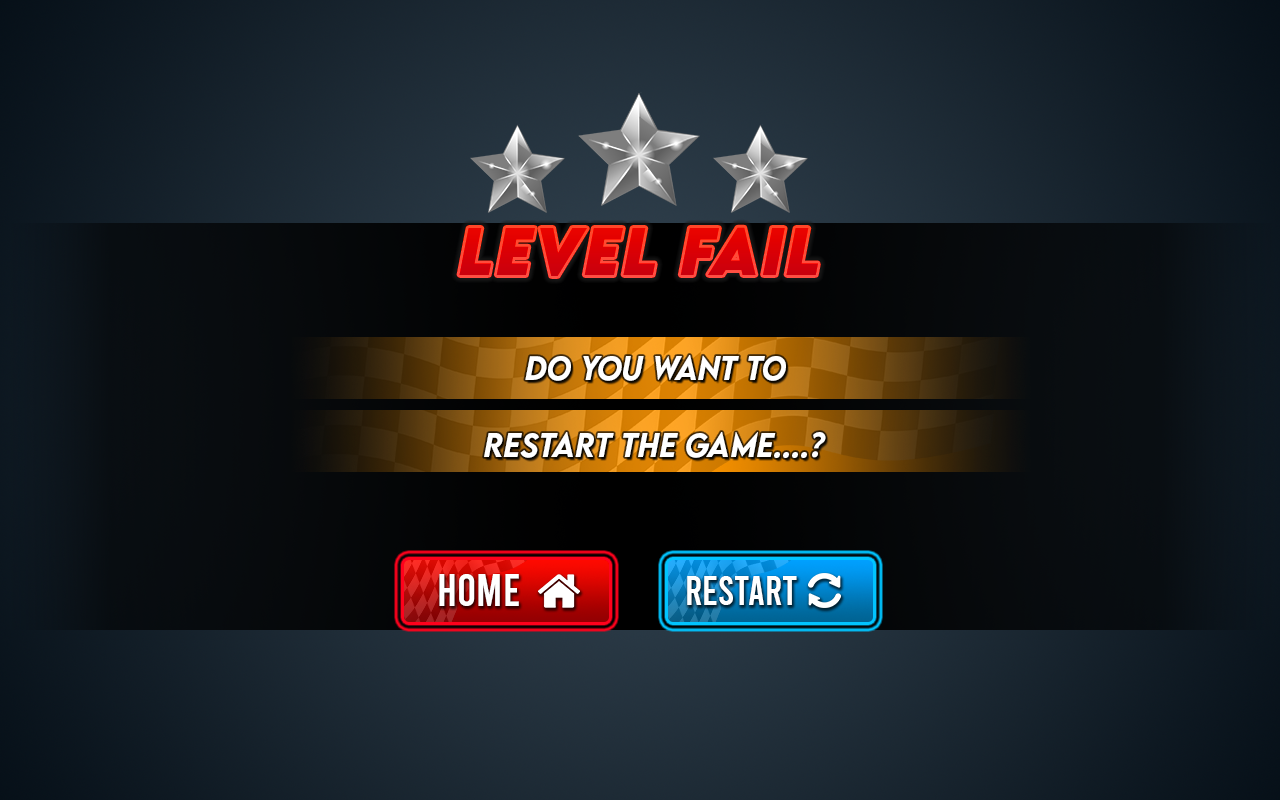 LEVEL FAIL
DO YOU WANT TO
RESTART THE GAME....?
HOME
RESTART